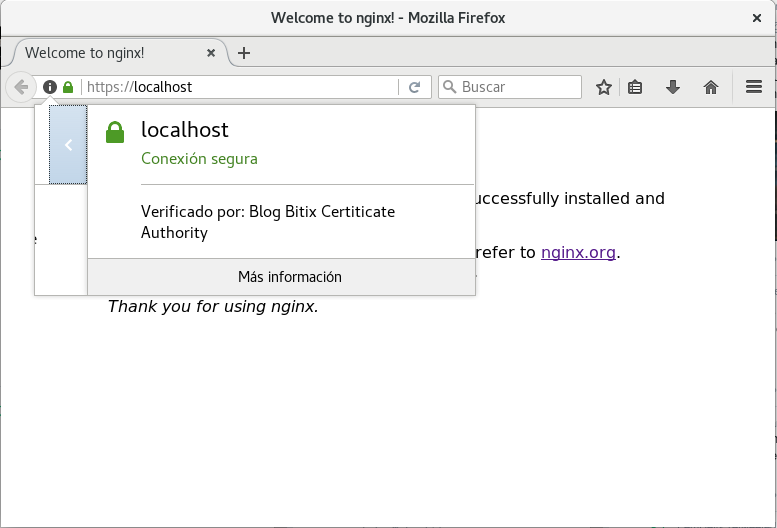 Welcome to nginx! - Mozilla Firefox
Welcome to nginx!
https://localhost
Buscar
localhost
Conexión segura
Verificado por: Blog Bitix Certiticate
Authority
Más información
successfully installed and
refer to nginx.org.
Thank you for using nginx.